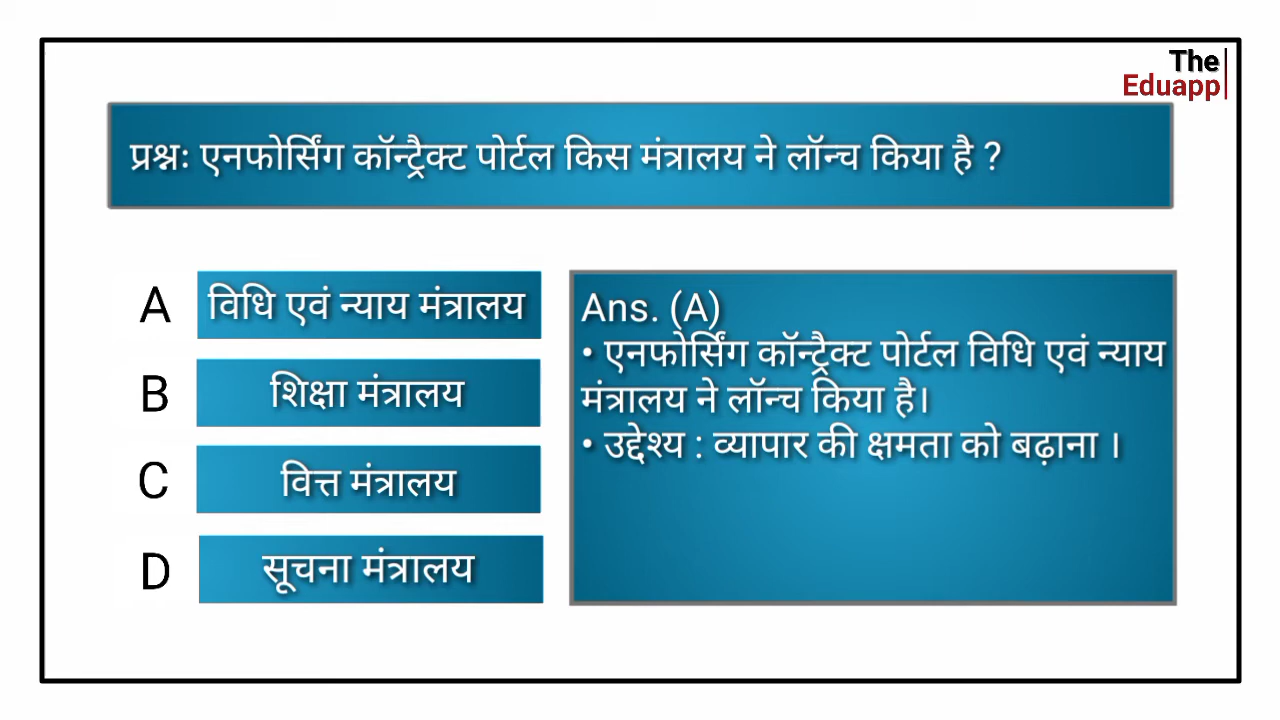 The
Eduapp
प्रश्नः एनफोर्सिंग कॉन्ट्रैक्ट पोर्टल किस मंत्रालय ने लॉन्च किया है ?
A विधि एवं न्याय मंत्रालय
B शिक्षा मंत्रालय
C वित्त मंत्रालय
D सूचना मंत्रालय
Ans. (A)
• एनफोर्सिंग कॉन्ट्रैक्ट पोर्टल विधि एवं न्याय
मंत्रालय ने लॉन्च किया है।
• उद्देश्य : व्यापार की क्षमता को बढ़ाना ।